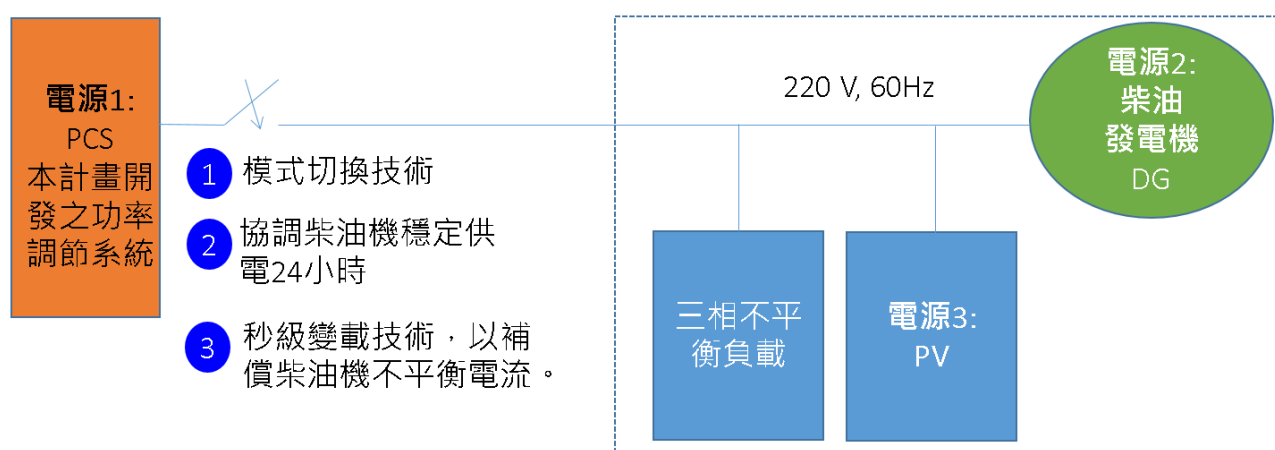 電源1:
PCS
本計畫開
發之功率
調節系統
220 V, 60Hz
電源2:
柴油
發電機
DG
1 模式切換技術
2 協調柴油機穩定供
電24小時
3 秒級變載技術，以補
償柴油機不平衡電流。
三相不平
衡負載
電源3:
PV